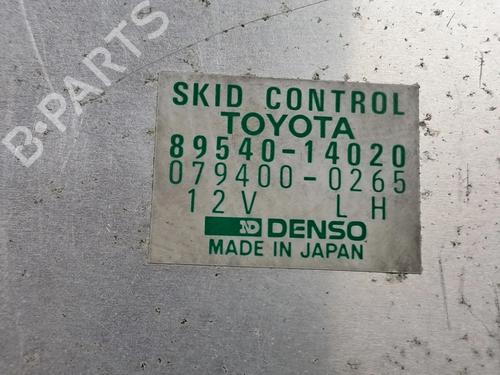 B-PARTS
SKID CONTROL
TOYOTA
89540-14020
079400-0265
12V LH
ND DENSO
MADE IN JAPAN